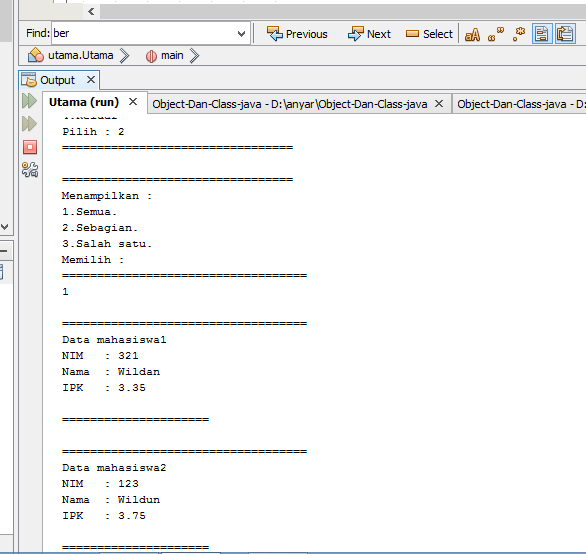 Find: ber Previous Next Select
utama.Utama main
Output
Utama (run) Object-Dan-Class-java - D:\anyar\Object-Dan-Class-java Object-Dan-Class-java - D:
Pilih : 2
=================================
=================================
Menampilkan :
1.Semua.
2.Sebagian.
3.Salah satu.
Memilih :
===================================
1
===================================
Data mahasiswa1
NIM   : 321
Nama  : Wildan
IPK   : 3.35
=====================
===================================
Data mahasiswa2
NIM   : 123
Nama  : Wildun
IPK   : 3.75
=====================